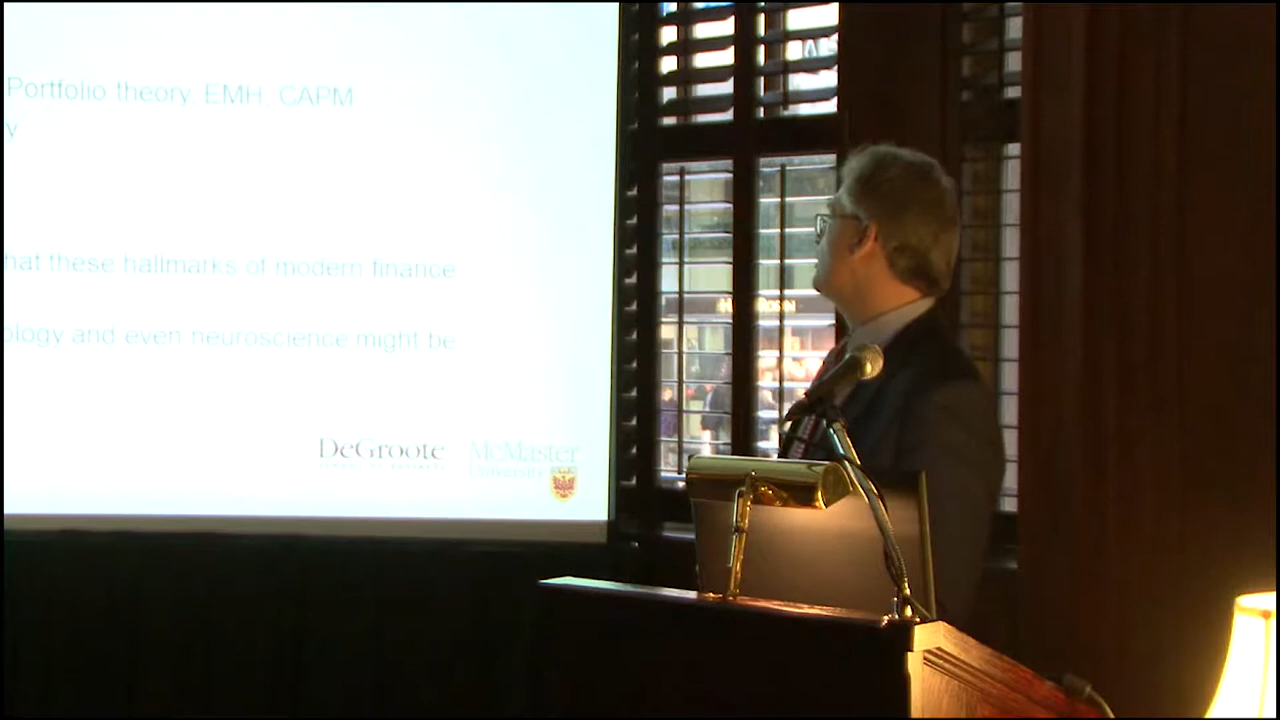 Portfolio theory. EMH, CAPM
y
hat these hallmarks of modern finance
ology and even neuroscience might be
DeGroote
McMaster
University